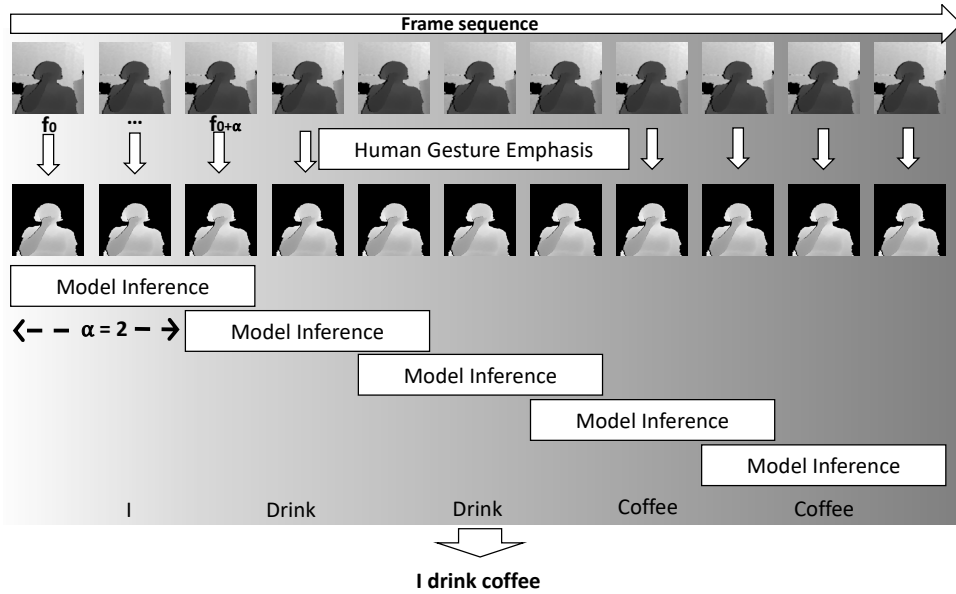 Frame sequence
f0 ... f0+α
Human Gesture Emphasis
Model Inference
α = 2
Model Inference
Model Inference
Model Inference
Model Inference
I Drink Drink Coffee Coffee
I drink coffee